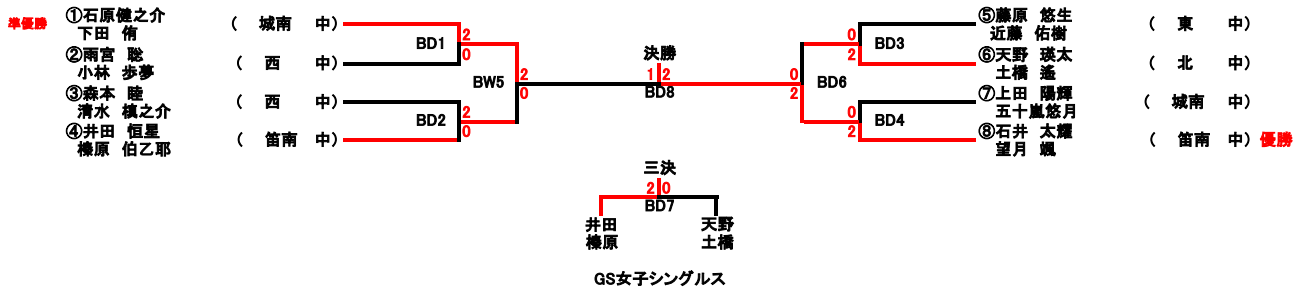 準優勝 ①石原健之介 ( 城南 中)
下田 侑
②雨宮 聡 ( 西 中)
小林 歩夢
③森本 睦 ( 西 中)
清水 槙之介
④井田 恒星 ( 笛南 中)
榛原 伯乙耶
BD1 2 0
BD2 2 0
BW5 2 0
決勝
1 2
BD8
⑤藤原 悠生 ( 東 中)
近藤 佑樹
⑥天野 瑛太 ( 北 中)
土橋 遙
⑦上田 陽輝 ( 城南 中)
五十嵐悠月
⑧石井 太耀 ( 笛南 中) 優勝
望月 颯
0 2 BD3
0 2 BD4
0 2 BD6
三決
2 0
BD7
井田 天野
榛原 土橋
GS女子シングルス